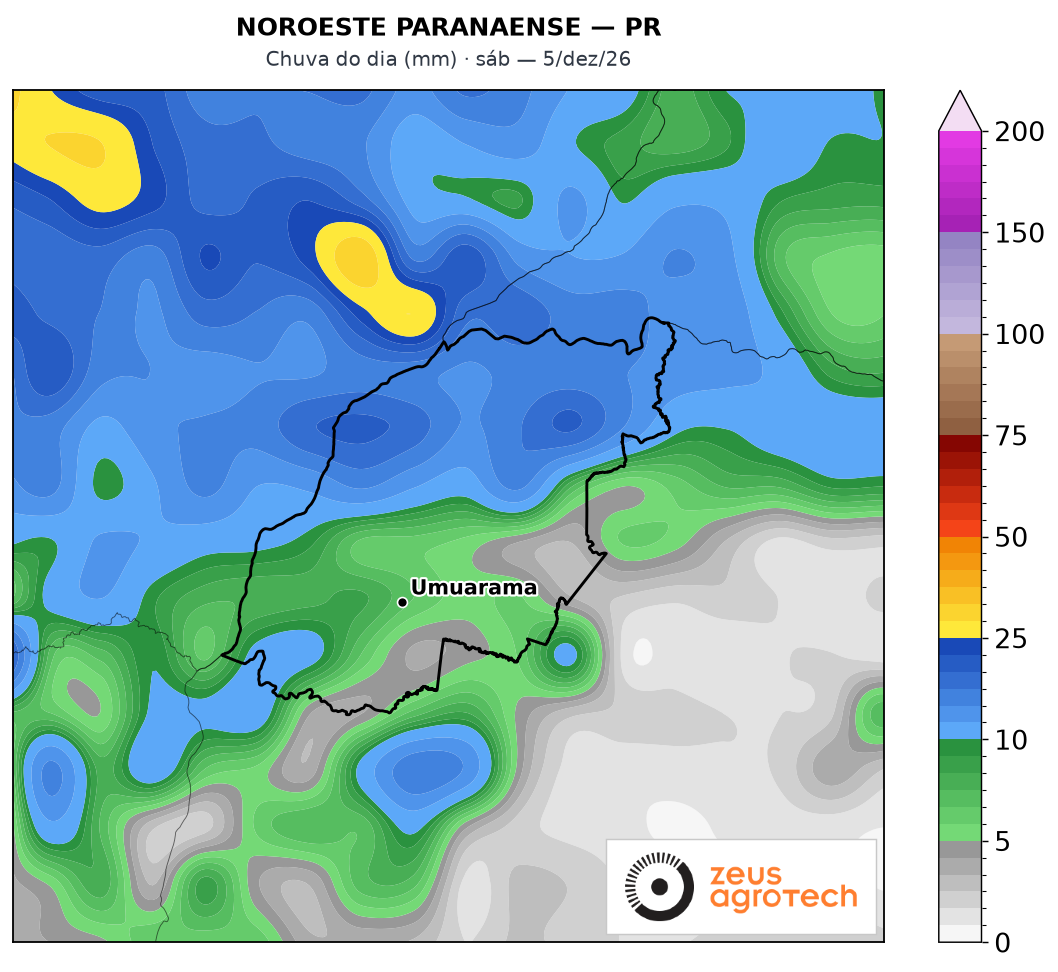 NOROESTE PARANAENSE — PR
Chuva do dia (mm) · sáb — 5/dez/26
200
150
100
75
50
25
10
5
0
Umuarama
zeus
agrotech